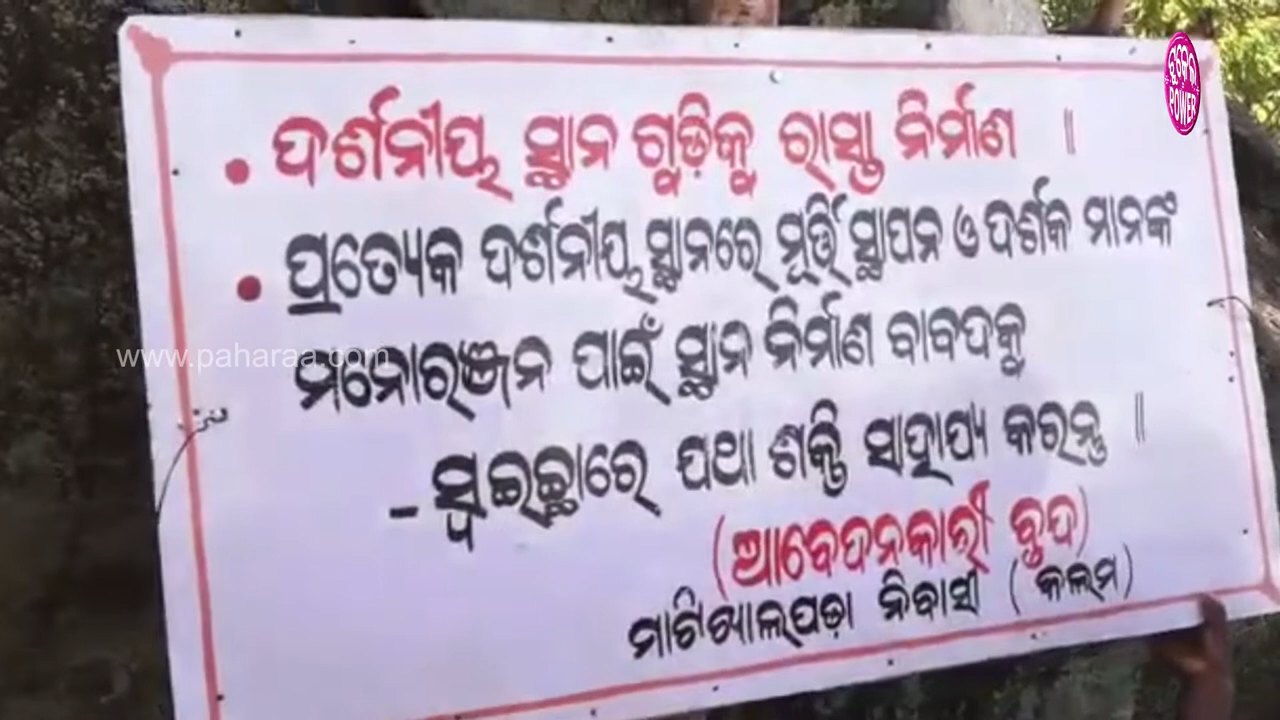 • ଦର୍ଶନୀୟ ସ୍ଥାନ ଗୁଡ଼ିକୁ ରାସ୍ତା ନିର୍ମାଣ ॥
• ପ୍ରତ୍ୟେକ ଦର୍ଶନୀୟ ସ୍ଥାନରେ ମୂର୍ତ୍ତି ସ୍ଥାପନ ଓ ଦର୍ଶକ ମାନଙ୍କ
ମନୋରଞ୍ଜନ ପାଇଁ ସ୍ଥାନ ନିର୍ମାଣ ବାବଦକୁ
- ସ୍ୱଇଚ୍ଛାରେ ଯଥା ଶକ୍ତି ସାହାଯ୍ୟ କରନ୍ତୁ ॥
(ଆବେଦନକାରୀ ବୃନ୍ଦ)
ମାଟିଖାଲପଡ଼ା ନିବାସୀ (କଲମ)
www.paharaa.com
POWER